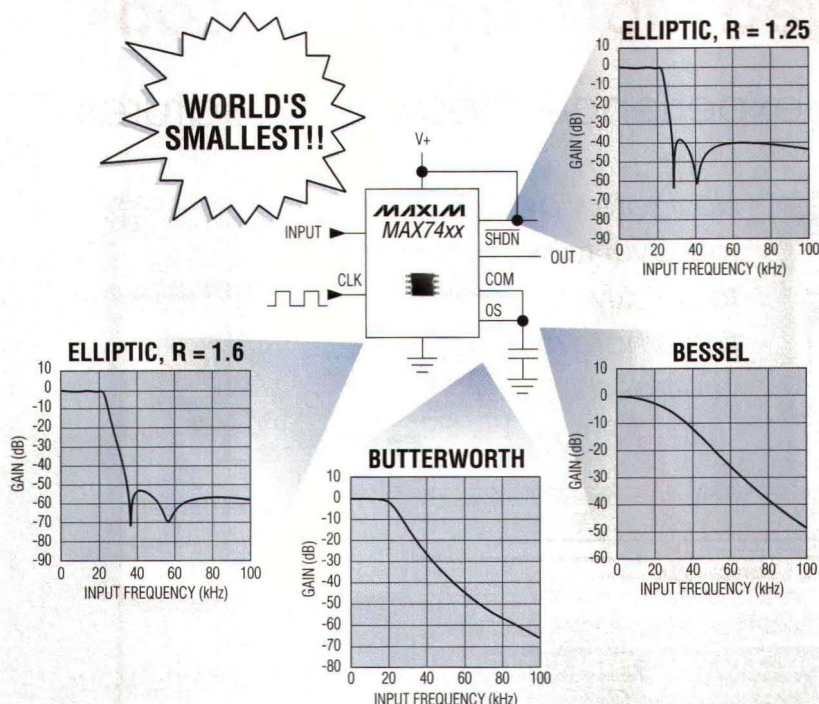 WORLD'S
SMALLEST!!
V+
MAXIM
MAX74xx
INPUT
CLK
SHDN
OUT
COM
OS
ELLIPTIC, R = 1.25
GAIN (dB)
10
0
-10
-20
-30
-40
-50
-60
-70
-80
-90
0 20 40 60 80 100
INPUT FREQUENCY (kHz)
ELLIPTIC, R = 1.6
GAIN (dB)
10
0
-10
-20
-30
-40
-50
-60
-70
-80
-90
0 20 40 60 80 100
INPUT FREQUENCY (kHz)
BUTTERWORTH
GAIN (dB)
10
0
-10
-20
-30
-40
-50
-60
-70
-80
0 20 40 60 80 100
INPUT FREQUENCY (kHz)
BESSEL
GAIN (dB)
10
0
-10
-20
-30
-40
-50
-60
0 20 40 60 80 100
INPUT FREQUENCY (kHz)